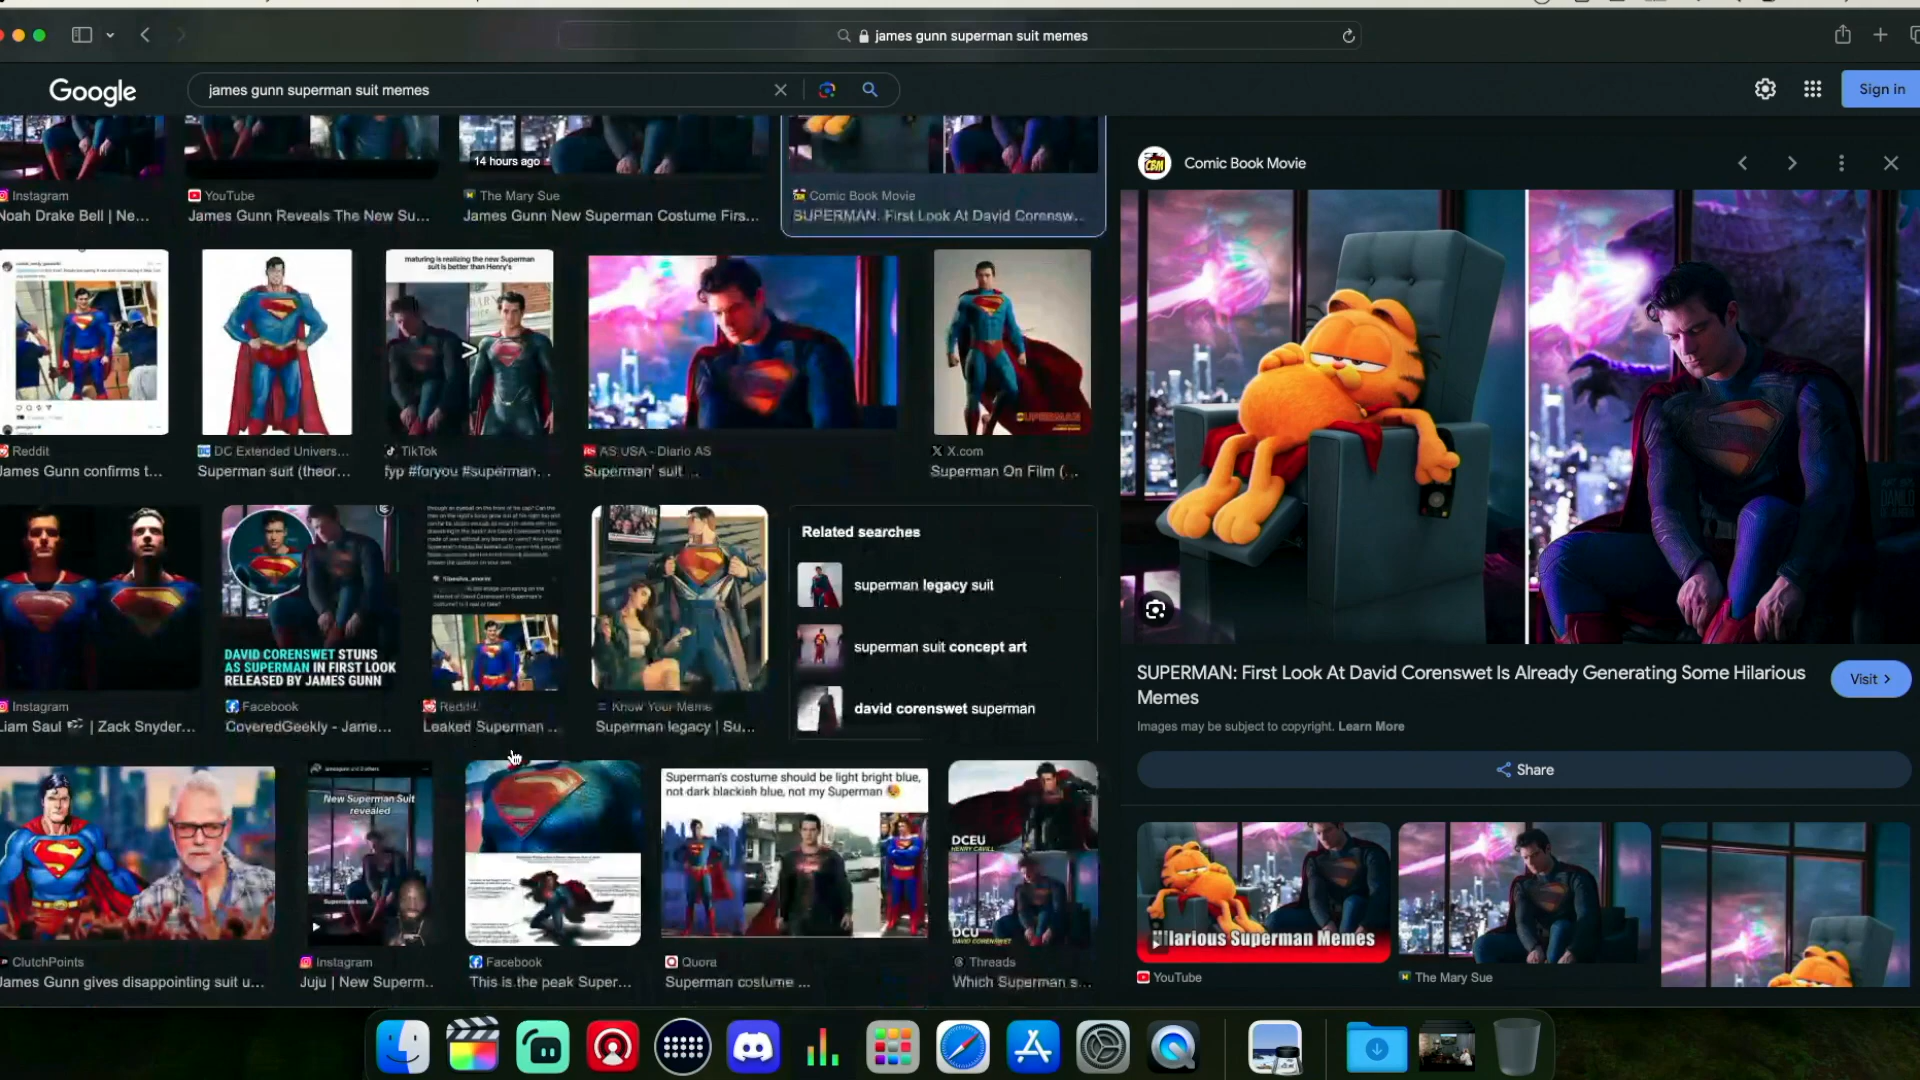 james gunn superman suit memes
Google
james gunn superman suit memes
Sign in
14 hours ago
Instagram
Noah Drake Bell | Ne...
YouTube
James Gunn Reveals The New Su...
The Mary Sue
James Gunn New Superman Costume Firs...
Comic Book Movie
SUPERMAN: First Look At David Cornsw...
maturing is realizing the new Superman
suit is better than Henry's
>
SUPERMAN
Reddit
James Gunn confirms t...
DC Extended Univers...
Superman suit (theor...
TikTok
fyp #foryou #superman...
AS USA - Diario AS
Superman' suit ...
X.com
Superman On Film (...
DAVID CORENSWET STUNS
AS SUPERMAN IN FIRST LOOK
RELEASED BY JAMES GUNN
Instagram
Liam Saul | Zack Snyder...
Facebook
CoveredGeekly - Jame...
Reddit
Leaked Superman ...
Know Your Meme
Superman legacy | Su...
Related searches
superman legacy suit
superman suit concept art
david corenswet superman
New Superman Suit
revealed
Superman suit
Superman's costume should be light bright blue,
not dark blackish blue, not my Superman
DCEU
HENRY CAVILL
DCU
DAVID CORENSWET
ClutchPoints
James Gunn gives disappointing suit u...
Instagram
Juju | New Superm..
Facebook
This is the peak Super...
Quora
Superman costume ...
Threads
Which Superman s...
CBM
Comic Book Movie
SUPERMAN: First Look At David Corenswet Is Already Generating Some Hilarious
Memes
Visit >
Images may be subject to copyright. Learn More
Share
Hilarious Superman Memes
YouTube
The Mary Sue